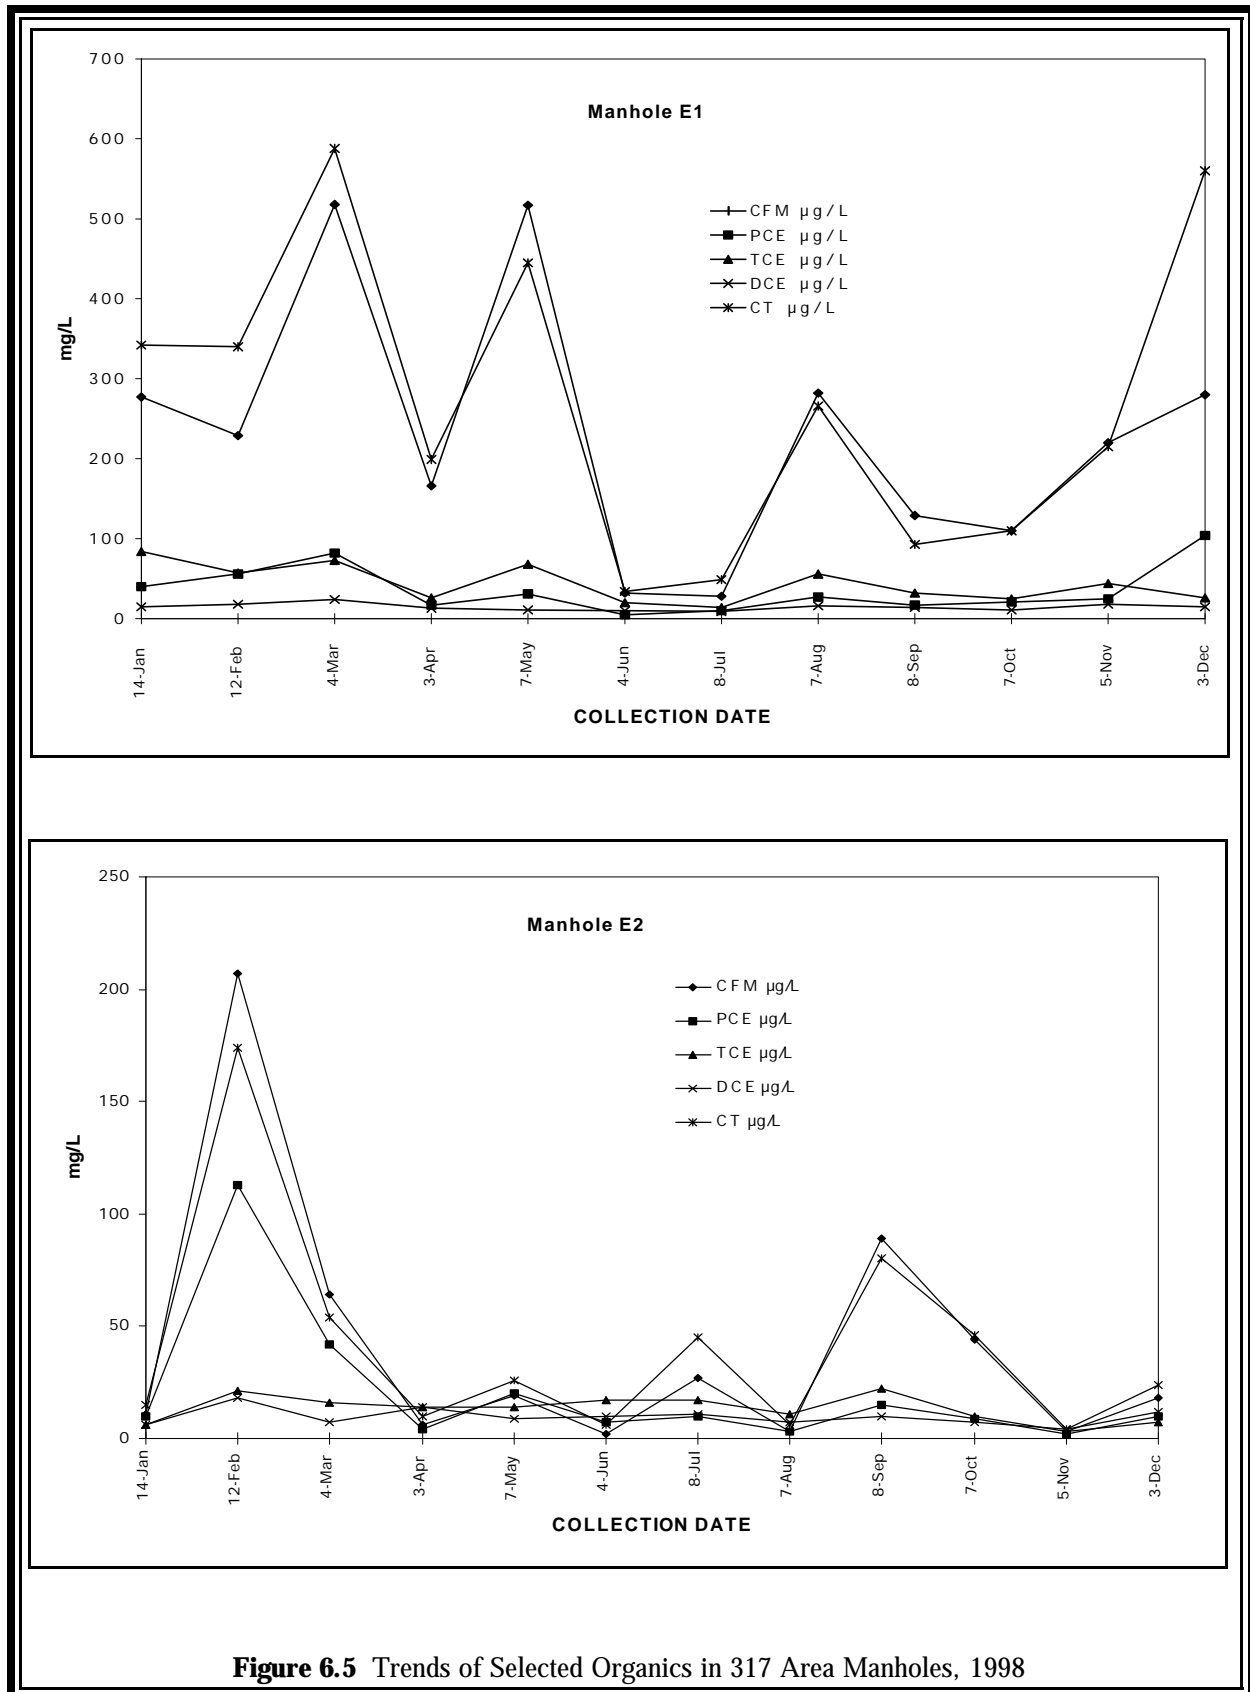 Manhole E1
700
600
500
400
300
200
100
0
mg/L
CFM µg/L
PCE µg/L
TCE µg/L
DCE µg/L
CT µg/L
14-Jan 12-Feb 4-Mar 3-Apr 7-May 4-Jun 8-Jul 7-Aug 8-Sep 7-Oct 5-Nov 3-Dec
COLLECTION DATE
Manhole E2
250
200
150
100
50
0
mg/L
CFM µg/L
PCE µg/L
TCE µg/L
DCE µg/L
CT µg/L
14-Jan 12-Feb 4-Mar 3-Apr 7-May 4-Jun 8-Jul 7-Aug 8-Sep 7-Oct 5-Nov 3-Dec
COLLECTION DATE
Figure 6.5 Trends of Selected Organics in 317 Area Manholes, 1998